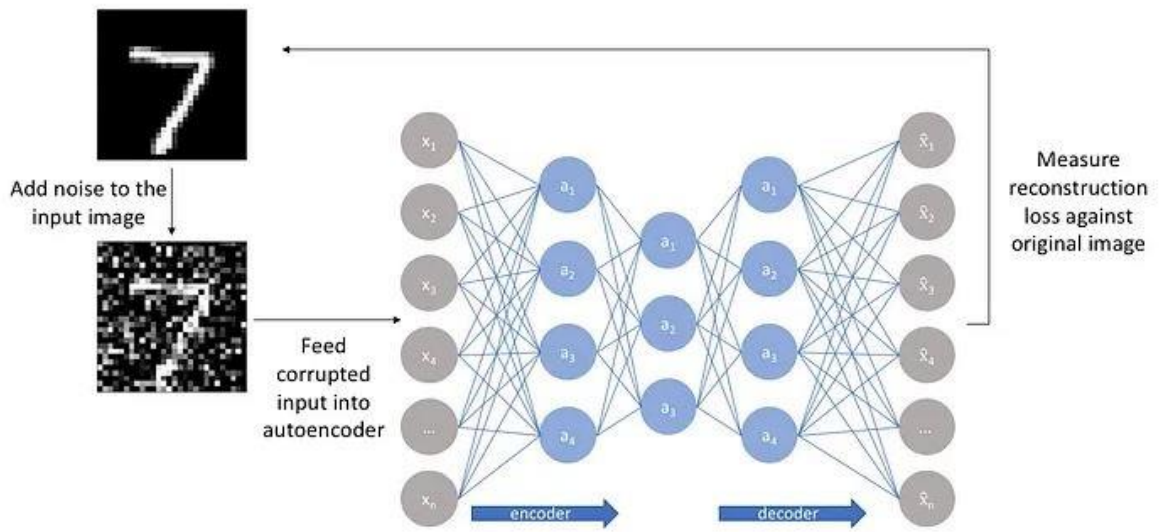 Add noise to the
input image
Feed
corrupted
input into
autoencoder
x₁
x₂
x₃
x₄
...
xₙ
a₁
a₂
a₃
a₄
a₁
a₂
a₃
a₁
a₂
a₃
a₄
x̂₁
x̂₂
x̂₃
x̂₄
...
x̂ₙ
encoder
decoder
Measure
reconstruction
loss against
original image